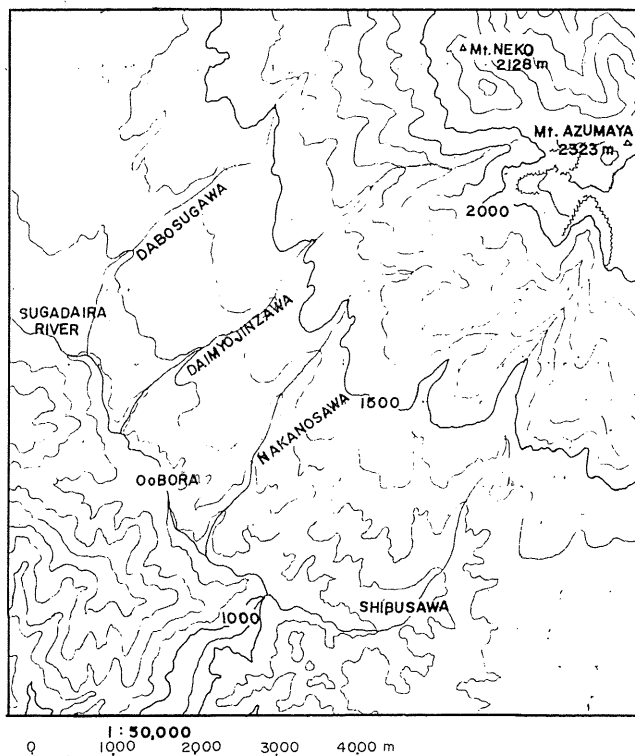 Mt. NEKO
2128 m
Mt. AZUMAYA
2323 m
2000
DABOSUGAWA
SUGADAIRA
RIVER
DAIMYOJINZAWA
NAKANOSAWA
1500
OoBORA
SHIBUSAWA
1000
1:50,000
0 1000 2000 3000 4000 m